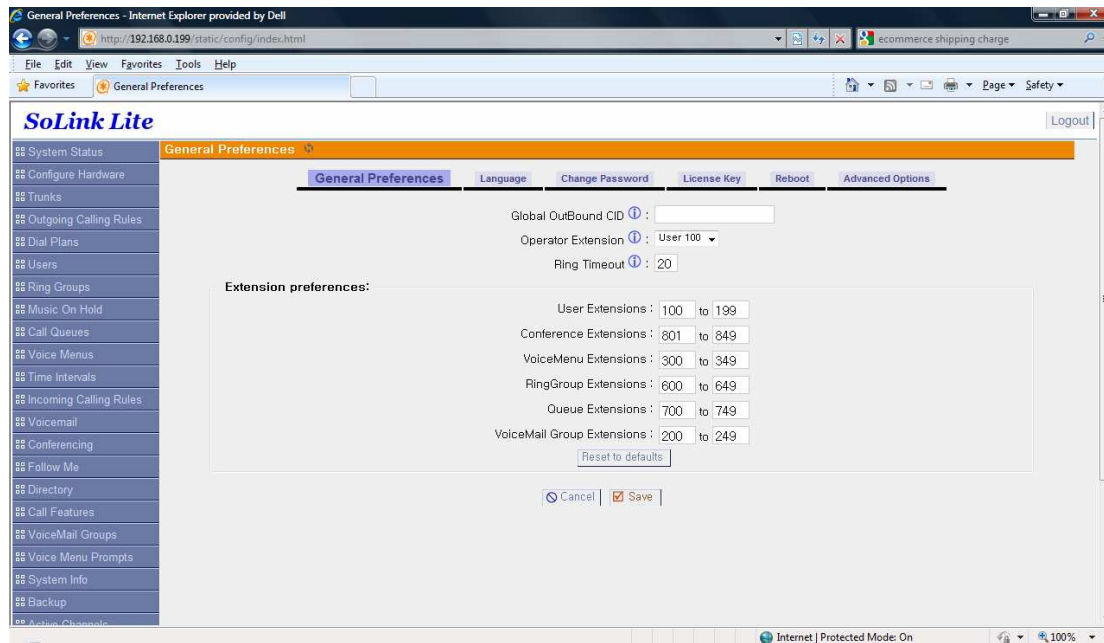 General Preferences - Internet Explorer provided by Dell
http://192.168.0.199/static/config/index.html
ecommerce shipping charge
File Edit View Favorites Tools Help
Favorites
General Preferences
Page
Safety
SoLink Lite
Logout
System Status
Configure Hardware
Trunks
Outgoing Calling Rules
Dial Plans
Users
Ring Groups
Music On Hold
Call Queues
Voice Menus
Time Intervals
Incoming Calling Rules
Voicemail
Conferencing
Follow Me
Directory
Call Features
VoiceMail Groups
Voice Menu Prompts
System Info
Backup
Active Channels
General Preferences
General Preferences Language Change Password License Key Reboot Advanced Options
Global OutBound CID :
Operator Extension : User 100
Ring Timeout : 20
Extension preferences:
User Extensions : 100 to 199
Conference Extensions : 801 to 849
VoiceMenu Extensions : 300 to 349
RingGroup Extensions : 600 to 649
Queue Extensions : 700 to 749
VoiceMail Group Extensions : 200 to 249
Reset to defaults
Cancel Save
Internet | Protected Mode: On
100%